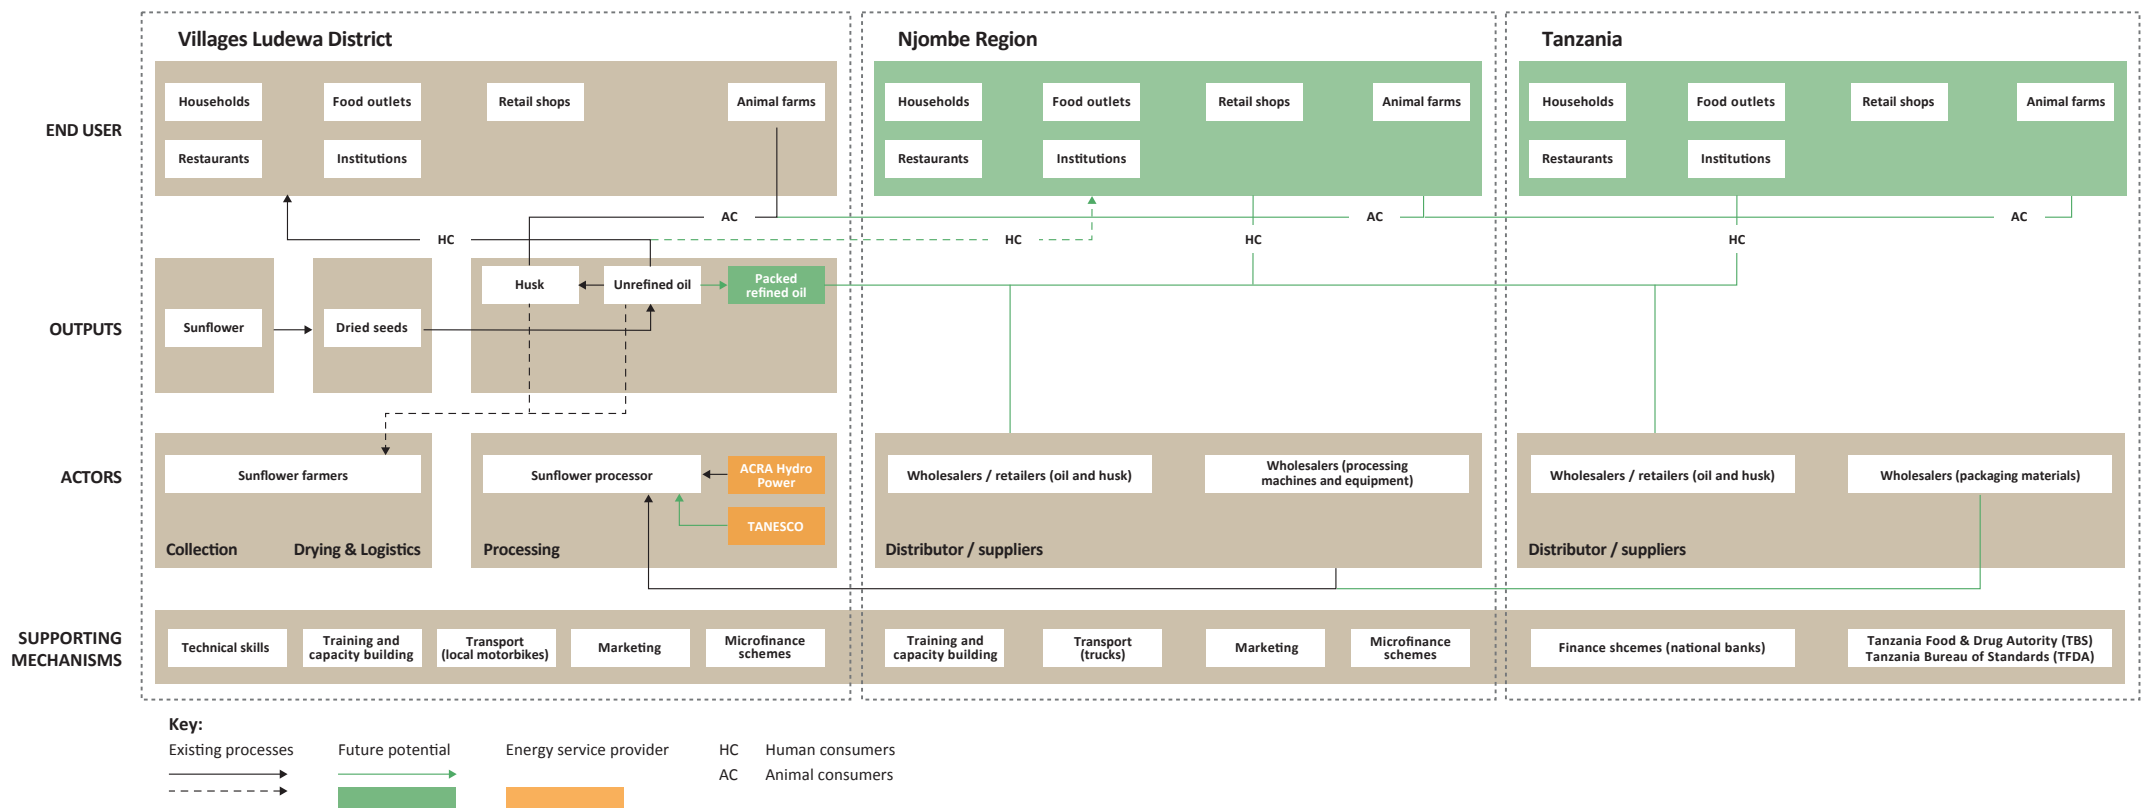 Villages Ludewa District
Njombe Region
Tanzania
END USER
Households
Food outlets
Retail shops
Animal farms
Restaurants
Institutions
Households
Food outlets
Retail shops
Animal farms
Restaurants
Institutions
Households
Food outlets
Retail shops
Animal farms
Restaurants
Institutions
AC
AC
AC
HC
HC
HC
HC
OUTPUTS
Sunflower
Dried seeds
Husk
Unrefined oil
Packed
refined oil
ACTORS
Sunflower farmers
Collection
Drying & Logistics
Sunflower processor
ACRA Hydro
Power
TANESCO
Processing
Wholesalers / retailers (oil and husk)
Wholesalers (processing
machines and equipment)
Distributor / suppliers
Wholesalers / retailers (oil and husk)
Wholesalers (packaging materials)
Distributor / suppliers
SUPPORTING
MECHANISMS
Technical skills
Training and
capacity building
Transport
(local motorbikes)
Marketing
Microfinance
schemes
Training and
capacity building
Transport
(trucks)
Marketing
Microfinance
schemes
Finance shcemes (national banks)
Tanzania Food & Drug Autority (TBS)
Tanzania Bureau of Standards (TFDA)
Key:
Existing processes
Future potential
Energy service provider
HC Human consumers
AC Animal consumers